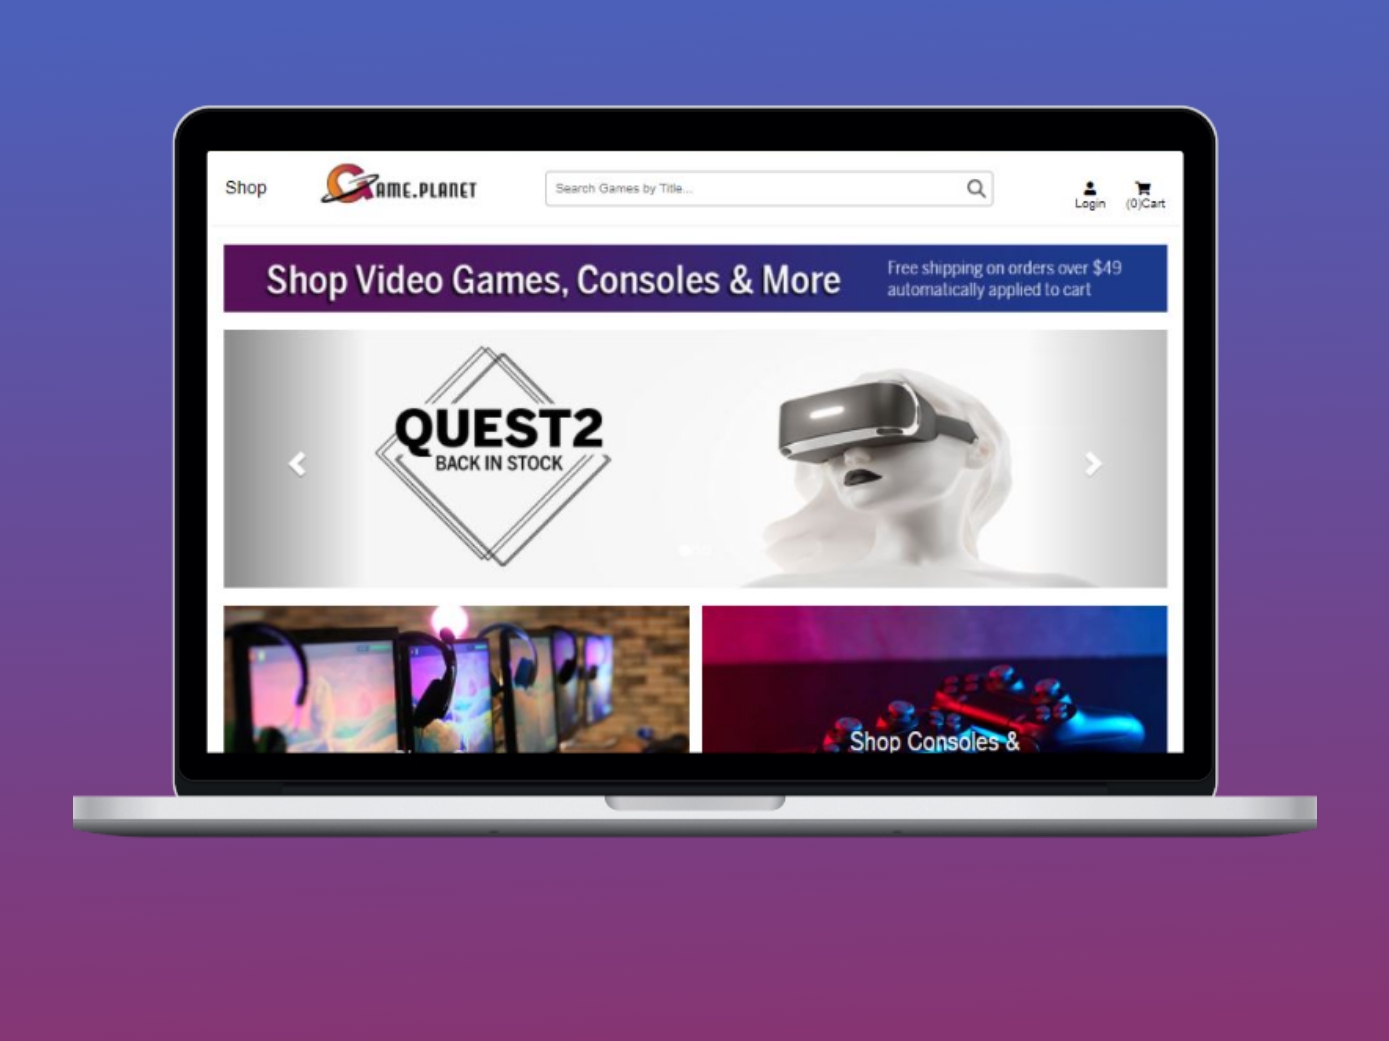 Shop
GAME.PLANET
Search Games by Title...
Login
(0)Cart
Shop Video Games, Consoles & More
Free shipping on orders over $49
automatically applied to cart
QUEST2
BACK IN STOCK
Shop Consoles &